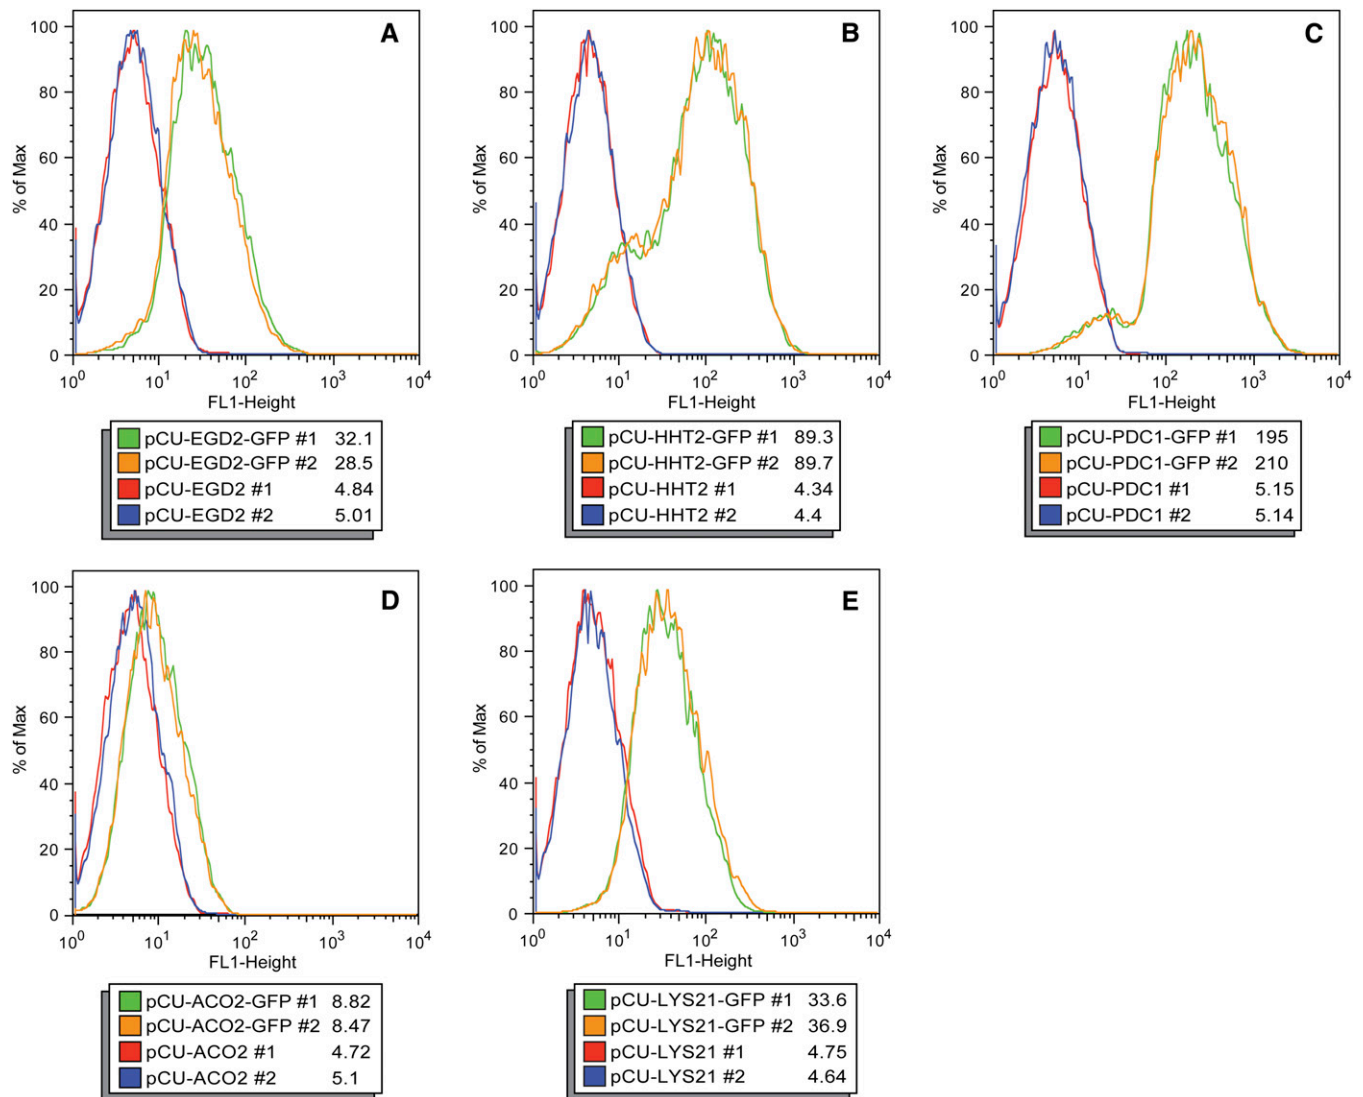 A
% of Max
100
80
60
40
20
0
10^0 10^1 10^2 10^3 10^4
FL1-Height
pCU-EGD2-GFP #1 32.1
pCU-EGD2-GFP #2 28.5
pCU-EGD2 #1 4.84
pCU-EGD2 #2 5.01
B
% of Max
100
80
60
40
20
0
10^0 10^1 10^2 10^3 10^4
FL1-Height
pCU-HHT2-GFP #1 89.3
pCU-HHT2-GFP #2 89.7
pCU-HHT2 #1 4.34
pCU-HHT2 #2 4.4
C
% of Max
100
80
60
40
20
0
10^0 10^1 10^2 10^3 10^4
FL1-Height
pCU-PDC1-GFP #1 195
pCU-PDC1-GFP #2 210
pCU-PDC1 #1 5.15
pCU-PDC1 #2 5.14
D
% of Max
100
80
60
40
20
0
10^0 10^1 10^2 10^3 10^4
FL1-Height
pCU-ACO2-GFP #1 8.82
pCU-ACO2-GFP #2 8.47
pCU-ACO2 #1 4.72
pCU-ACO2 #2 5.1
E
% of Max
100
80
60
40
20
0
10^0 10^1 10^2 10^3 10^4
FL1-Height
pCU-LYS21-GFP #1 33.6
pCU-LYS21-GFP #2 36.9
pCU-LYS21 #1 4.75
pCU-LYS21 #2 4.64